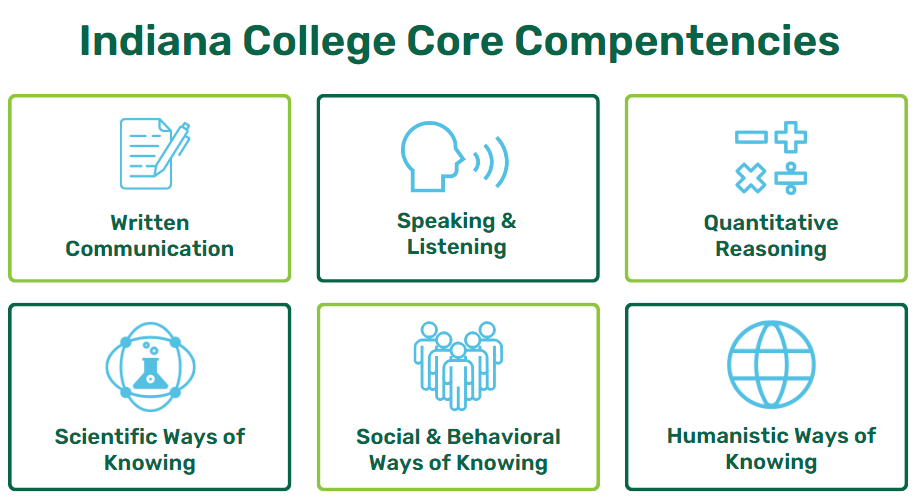 Indiana College Core Compentencies
Written
Communication
Speaking &
Listening
Quantitative
Reasoning
Scientific Ways of
Knowing
Social & Behavioral
Ways of Knowing
Humanistic Ways of
Knowing